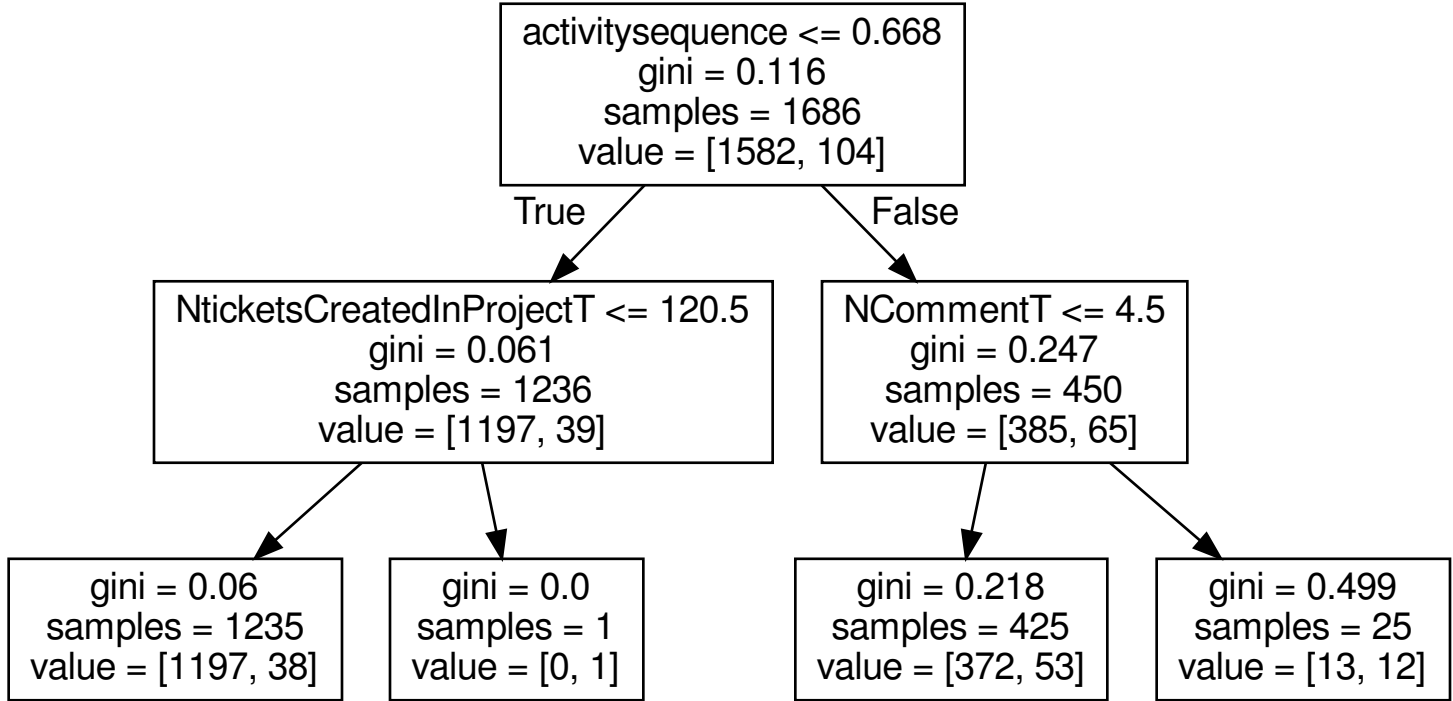 activitysequence <= 0.668
gini = 0.116
samples = 1686
value = [1582, 104]
True
False
NticketsCreatedInProjectT <= 120.5
gini = 0.061
samples = 1236
value = [1197, 39]
NCommentT <= 4.5
gini = 0.247
samples = 450
value = [385, 65]
gini = 0.06
samples = 1235
value = [1197, 38]
gini = 0.0
samples = 1
value = [0, 1]
gini = 0.218
samples = 425
value = [372, 53]
gini = 0.499
samples = 25
value = [13, 12]